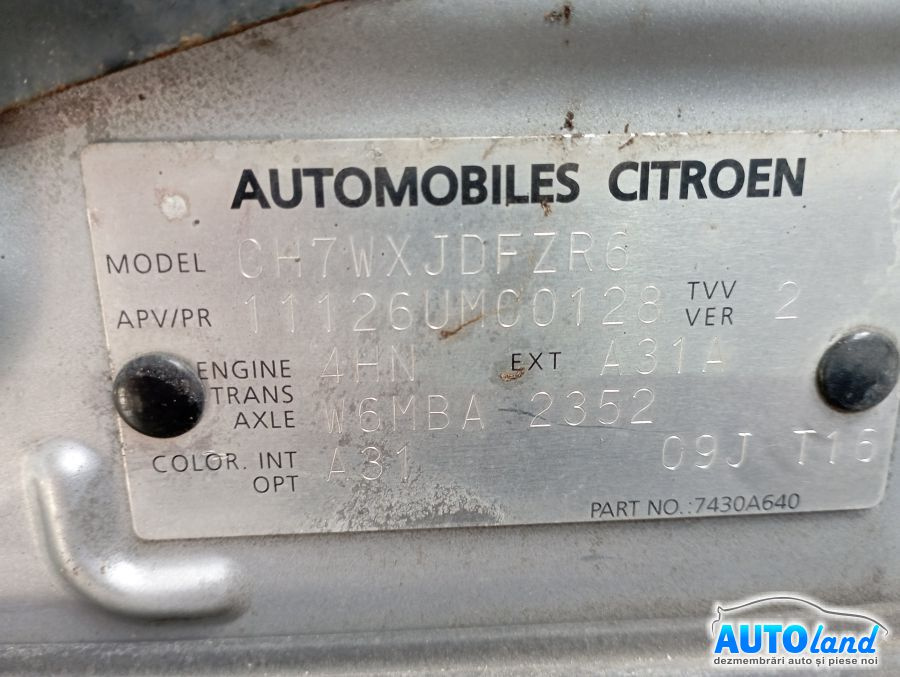 AUTOMOBILES CITROEN
MODEL CH7WXJDFZR6
APV/PR 11126UMC0128 TVV VER 2
ENGINE 4HN EXT A31A
TRANS AXLE W6MBA 2352
COLOR. INT A31 09J T16
OPT
PART NO.:7430A640
AUTOland
dezmembrări auto și piese noi